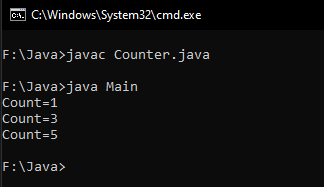 C:\Windows\System32\cmd.exe
F:\Java>javac Counter.java
F:\Java>java Main
Count=1
Count=3
Count=5
F:\Java>